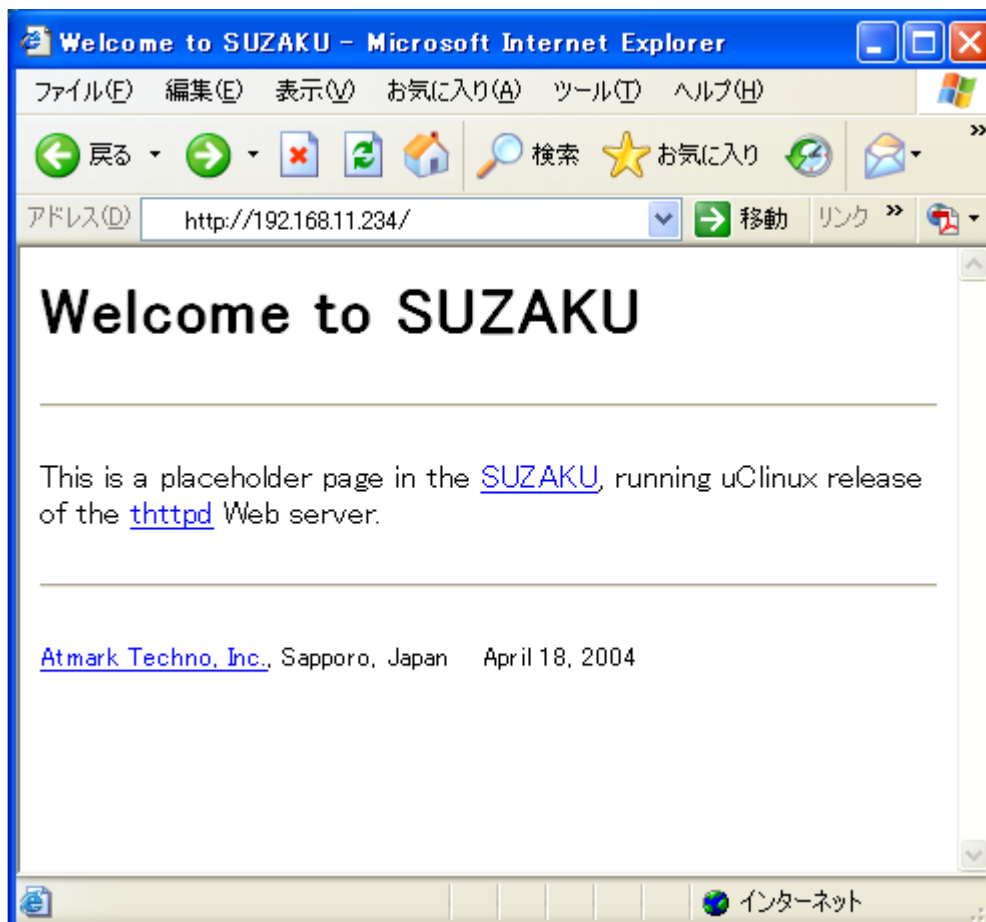 Welcome to SUZAKU - Microsoft Internet Explorer
ファイル(F) 編集(E) 表示(V) お気に入り(A) ツール(T) ヘルプ(H)
戻る 検索 お気に入り »
アドレス(D) http://192.168.11.234/ 移動 リンク »
Welcome to SUZAKU
This is a placeholder page in the SUZAKU, running uClinux release
of the thttpd Web server.
Atmark Techno, Inc., Sapporo, Japan April 18, 2004
インターネット